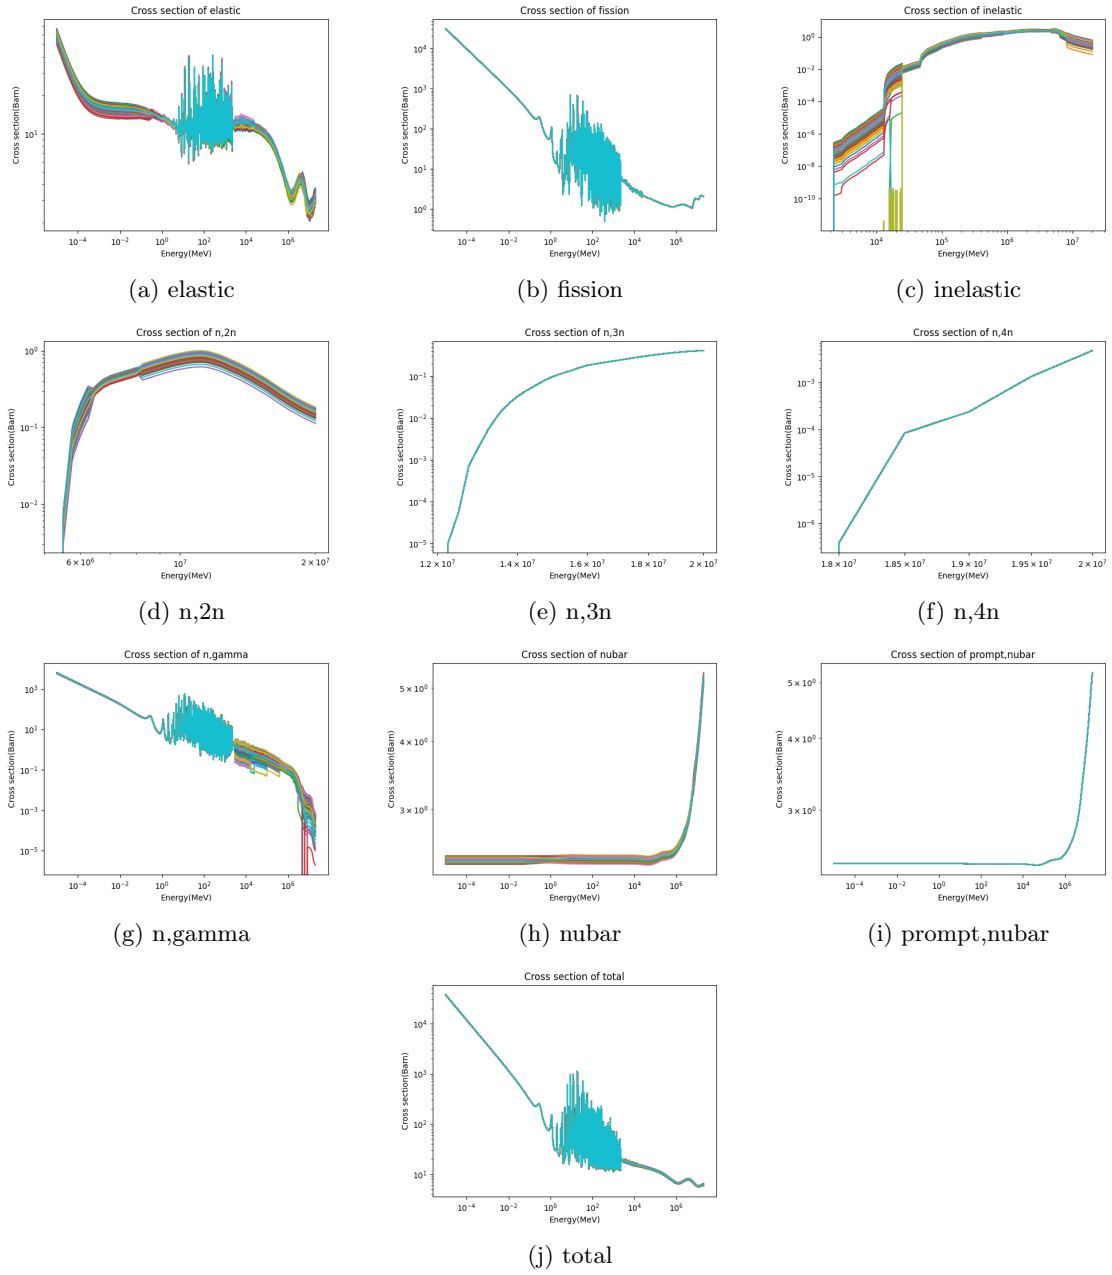 Cross section of elastic
Cross section(Barn)
10¹
10⁻⁴ 10⁻² 10⁰ 10² 10⁴ 10⁶
Energy(MeV)
(a) elastic
Cross section of fission
Cross section(Barn)
10⁴
10³
10²
10¹
10⁰
10⁻⁴ 10⁻² 10⁰ 10² 10⁴ 10⁶
Energy(MeV)
(b) fission
Cross section of inelastic
Cross section(Barn)
10⁰
10⁻²
10⁻⁴
10⁻⁶
10⁻⁸
10⁻¹⁰
10⁴ 10⁵ 10⁶ 10⁷
Energy(MeV)
(c) inelastic
Cross section of n,2n
Cross section(Barn)
10⁰
10⁻¹
10⁻²
6 × 10⁶ 10⁷ 2 × 10⁷
Energy(MeV)
(d) n,2n
Cross section of n,3n
Cross section(Barn)
10⁻¹
10⁻²
10⁻³
10⁻⁴
10⁻⁵
1.2 × 10⁷ 1.4 × 10⁷ 1.6 × 10⁷ 1.8 × 10⁷ 2 × 10⁷
Energy(MeV)
(e) n,3n
Cross section of n,4n
Cross section(Barn)
10⁻³
10⁻⁴
10⁻⁵
10⁻⁶
1.8 × 10⁷ 1.85 × 10⁷ 1.9 × 10⁷ 1.95 × 10⁷ 2 × 10⁷
Energy(MeV)
(f) n,4n
Cross section of n,gamma
Cross section(Barn)
10³
10¹
10⁻¹
10⁻³
10⁻⁵
10⁻⁴ 10⁻² 10⁰ 10² 10⁴ 10⁶
Energy(MeV)
(g) n,gamma
Cross section of nubar
Cross section(Barn)
5 × 10⁰
4 × 10⁰
3 × 10⁰
10⁻⁴ 10⁻² 10⁰ 10² 10⁴ 10⁶
Energy(MeV)
(h) nubar
Cross section of prompt,nubar
Cross section(Barn)
5 × 10⁰
4 × 10⁰
3 × 10⁰
10⁻⁴ 10⁻² 10⁰ 10² 10⁴ 10⁶
Energy(MeV)
(i) prompt,nubar
Cross section of total
Cross section(Barn)
10⁴
10³
10²
10¹
10⁻⁴ 10⁻² 10⁰ 10² 10⁴ 10⁶
Energy(MeV)
(j) total